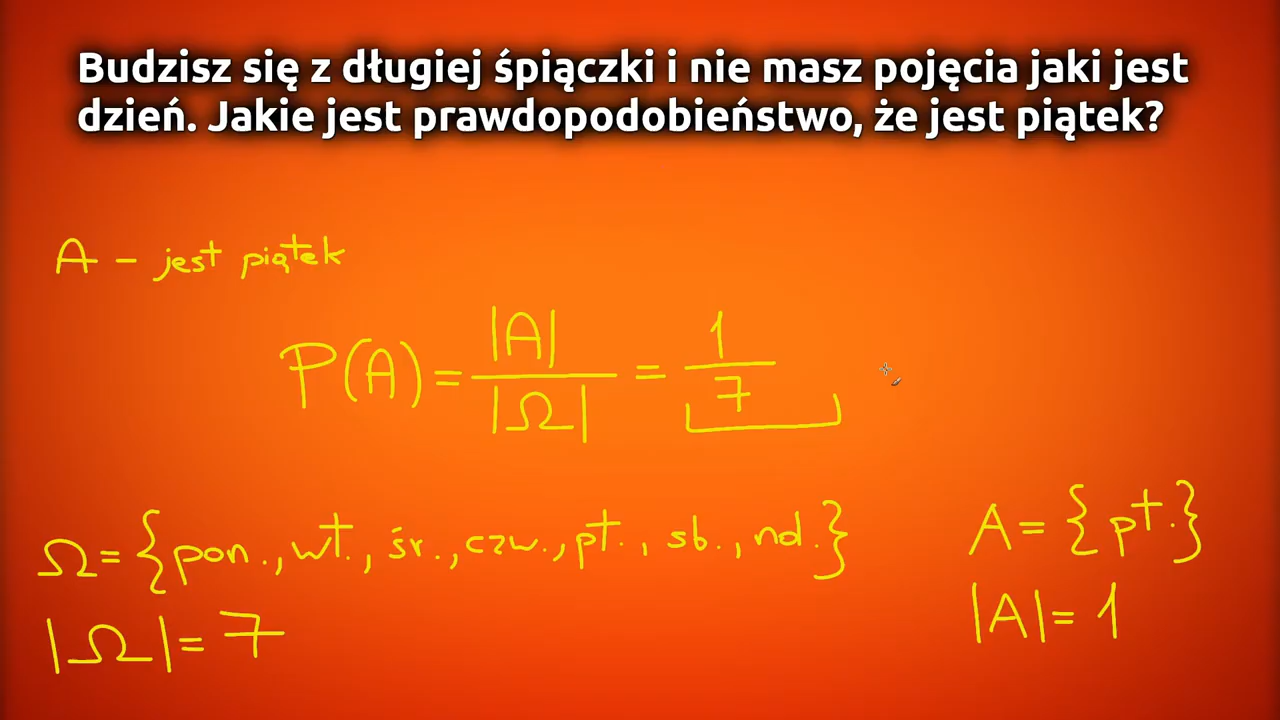 Budzisz się z długiej śpiączki i nie masz pojęcia jaki jest
dzień. Jakie jest prawdopodobieństwo, że jest piątek?
A - jest piątek
P(A) = |A| / |Ω| = 1 / 7
Ω = {pon., wt., śr., czw., pt., sb., nd.}
|Ω| = 7
A = {pt.}
|A| = 1